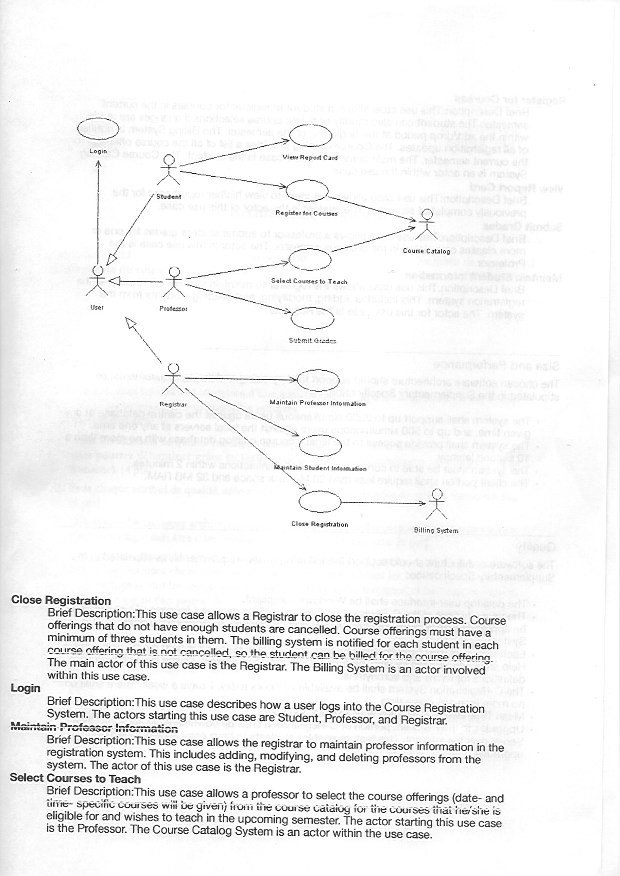 Login
View Report Card
Student
Register for Courses
Course Catalog
Select Courses to Teach
User
Professor
Submit Grades
Registrar
Maintain Professor Information
Maintain Student Information
Close Registration
Billing System
Close Registration
Brief Description:This use case allows a Registrar to close the registration process. Course
offerings that do not have enough students are cancelled. Course offerings must have a
minimum of three students in them. The billing system is notified for each student in each
course offering that is not cancelled, so the student can be billed for the course offering.
The main actor of this use case is the Registrar. The Billing System is an actor involved
within this use case.
Login
Brief Description:This use case describes how a user logs into the Course Registration
System. The actors starting this use case are Student, Professor, and Registrar.
Maintain Professor Information
Brief Description:This use case allows the registrar to maintain professor information in the
registration system. This includes adding, modifying, and deleting professors from the
system. The actor of this use case is the Registrar.
Select Courses to Teach
Brief Description:This use case allows a professor to select the course offerings (date- and
time- specific courses will be given) from the course catalog for the courses that he/she is
eligible for and wishes to teach in the upcoming semester. The actor starting this use case
is the Professor. The Course Catalog System is an actor within the use case.